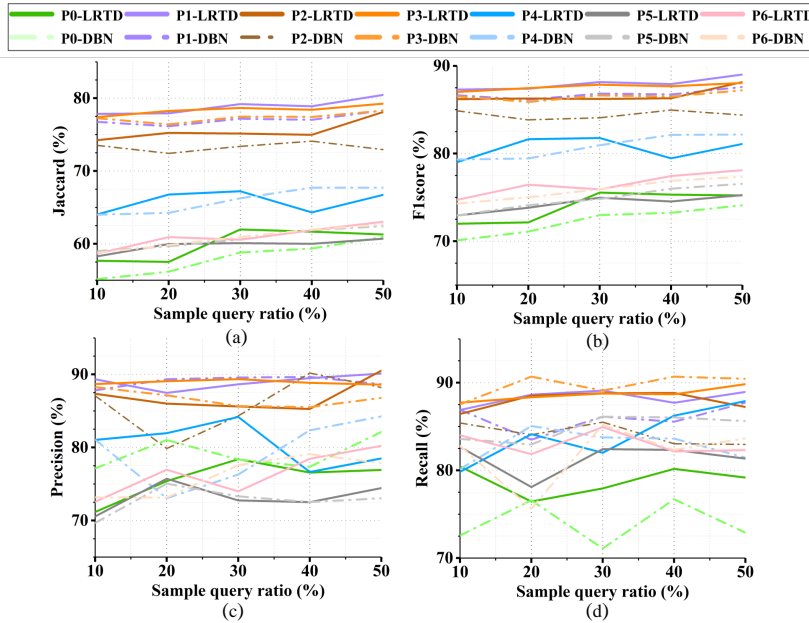 P0-LRTD P1-LRTD P2-LRTD P3-LRTD P4-LRTD P5-LRTD P6-LRTD
P0-DBN P1-DBN P2-DBN P3-DBN P4-DBN P5-DBN P6-DBN
Jaccard (%)
80
70
60
10 20 30 40 50
Sample query ratio (%)
(a)
F1score (%)
90
80
70
10 20 30 40 50
Sample query ratio (%)
(b)
Precision (%)
90
80
70
10 20 30 40 50
Sample query ratio (%)
(c)
Recall (%)
90
80
70
10 20 30 40 50
Sample query ratio (%)
(d)